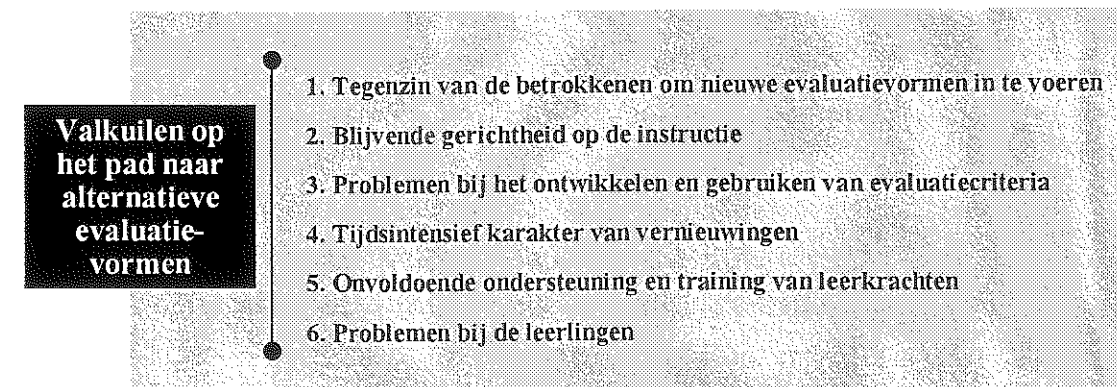 Valkuilen op
het pad naar
alternatieve
evaluatie-
vormen
1. Tegenzin van de betrokkenen om nieuwe evaluatievormen in te voeren
2. Blijvende gerichtheid op de instructie
3. Problemen bij het ontwikkelen en gebruiken van evaluatiecriteria
4. Tijdsintensief karakter van vernieuwingen
5. Onvoldoende ondersteuning en training van leerkrachten
6. Problemen bij de leerlingen